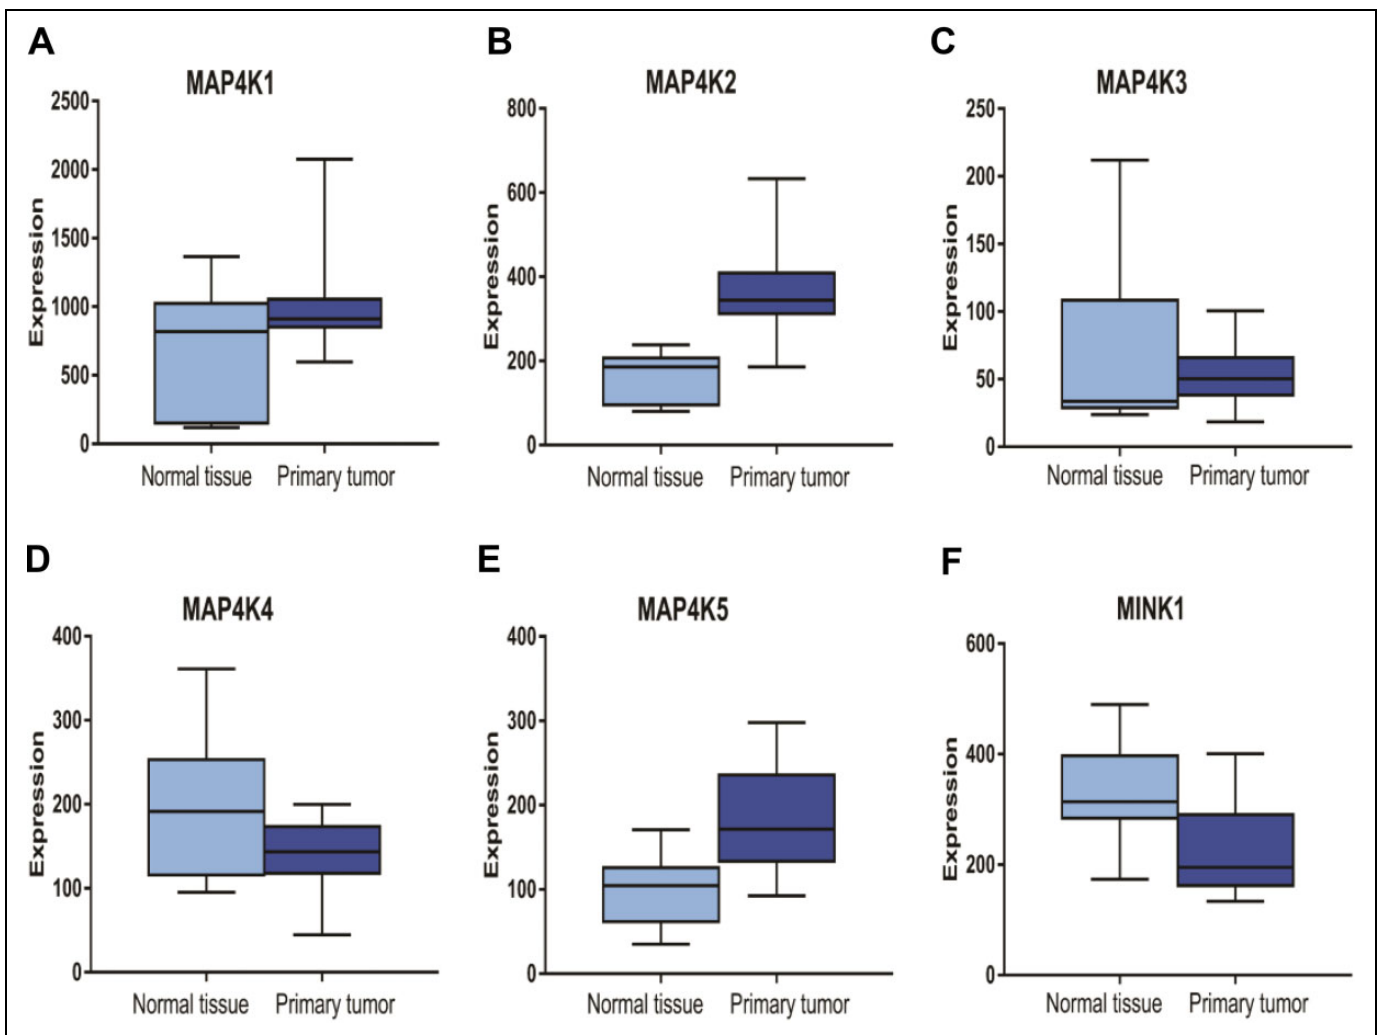 A
MAP4K1
2500
2000
1500
1000
500
0
Expression
Normal tissue Primary tumor
B
MAP4K2
800
600
400
200
0
Expression
Normal tissue Primary tumor
C
MAP4K3
250
200
150
100
50
0
Expression
Normal tissue Primary tumor
D
MAP4K4
400
300
200
100
0
Expression
Normal tissue Primary tumor
E
MAP4K5
400
300
200
100
0
Expression
Normal tissue Primary tumor
F
MINK1
600
400
200
0
Expression
Normal tissue Primary tumor